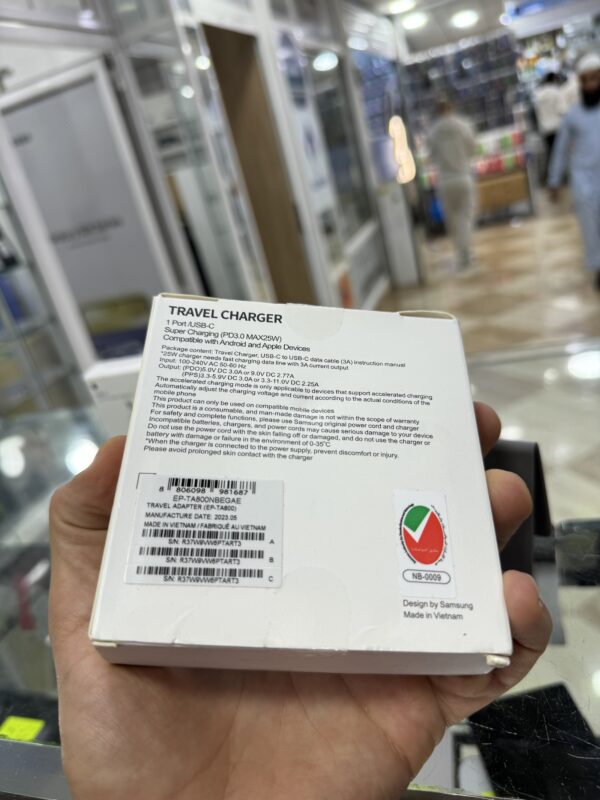 TRAVEL CHARGER
1 Port /USB-C
Super Charging (PD3.0 MAX25W)
Compatible with Android and Apple Devices
Package content: Travel Charger, USB-C to USB-C data cable (3A) instruction manual
*25W charger needs fast charging data line with 3A current output
Input: 100-240V AC 50-60 Hz
Output: (PDO)5.0V DC 3.0A or 9.0V DC 2.77A
(PPS)3.3-5.9V DC 3.0A or 3.3-11.0V DC 2.25A
The accelerated charging mode is only applicable to devices that support accelerated charging
Automatically adjust the charging voltage and current according to the actual conditions of the
mobile phone
This product can only be used on compatible mobile devices
This product is a consumable, and man-made damage is not within the scope of warranty
For safety and complete functions, please use Samsung original power cord and charger
Incompatible batteries, chargers, and power cords may cause serious damage to your device
Do not use the power cord with the skin falling off or damaged, and do not use the charger or
battery with damage or failure in the environment of 0-35°C
*When the charger is connected to the power supply, prevent discomfort or injury.
Please avoid prolonged skin contact with the charger
8 806098 981687
EP-TA800NBEGAE
TRAVEL ADAPTER (EP-TA800)
MANUFACTURE DATE: 2023.05
MADE IN VIETNAM / FABRIQUÉ AU VIETNAM
A
S/N: R37W9VW6PTART3
B
S/N: R37W9VW6PTART3
C
S/N: R37W9VW6PTART3
NB-0009
Design by Samsung
Made in Vietnam